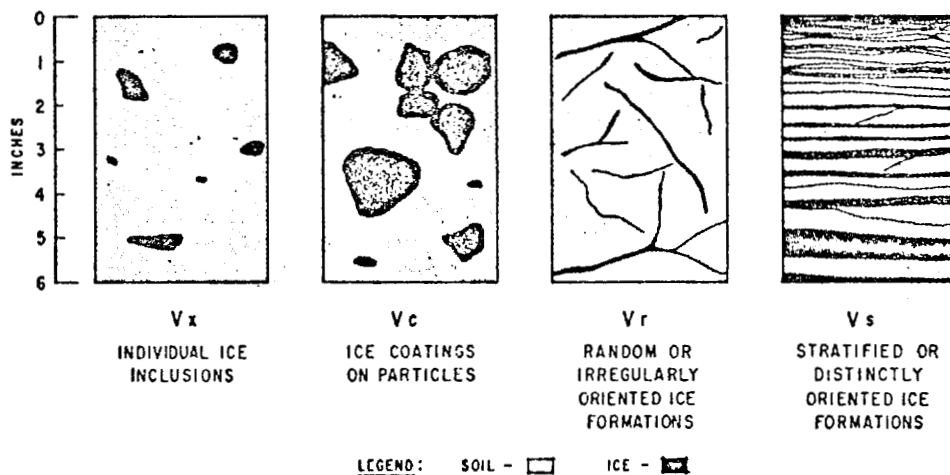 0
1
2
3
4
5
6
INCHES
Vx
INDIVIDUAL ICE
INCLUSIONS
Vc
ICE COATINGS
ON PARTICLES
Vr
RANDOM OR
IRREGULARLY
ORIENTED ICE
FORMATIONS
Vs
STRATIFIED OR
DISTINCTLY
ORIENTED ICE
FORMATIONS
LEGEND: SOIL - ICE -